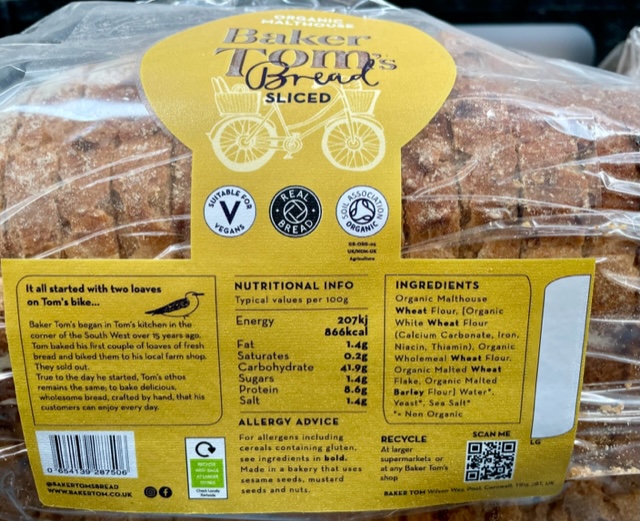 ORGANIC
MALTHOUSE
Baker
Tom's
Bread
SLICED
SUITABLE FOR
V
VEGANS
REAL
BREAD
SOIL ASSOCIATION
ORGANIC
GB-ORG-05
UK/NON-UK
Agriculture
It all started with two loaves
on Tom's bike...
Baker Tom's began in Tom's kitchen in the
corner of the South West over 15 years ago.
Tom baked his first couple of loaves of fresh
bread and biked them to his local farm shop.
They sold out.
True to the day he started, Tom's ethos
remains the same; to bake delicious,
wholesome bread, crafted by hand, that his
customers can enjoy every day.
0 654139 287506
@BAKERTOMSBREAD
WWW.BAKERTOM.CO.UK
NUTRITIONAL INFO
Typical values per 100g
Energy 207kj
866kcal
Fat 1.4g
Saturates 0.2g
Carbohydrate 41.9g
Sugars 1.4g
Protein 8.6g
Salt 1.4g
ALLERGY ADVICE
For allergens including
cereals containing gluten,
see ingredients in bold.
Made in a bakery that uses
sesame seeds, mustard
seeds and nuts.
INGREDIENTS
Organic Malthouse
Wheat Flour, [Organic
White Wheat Flour
(Calcium Carbonate, Iron,
Niacin, Thiamin), Organic
Wholemeal Wheat Flour,
Organic Malted Wheat
Flake, Organic Malted
Barley Flour] Water*,
Yeast*, Sea Salt*
*= Non Organic
RECYCLE
At larger
supermarkets or
at any Baker Tom's
shop
SCAN ME
LG
BAKER TOM Wilson Way, Pool, Cornwall,